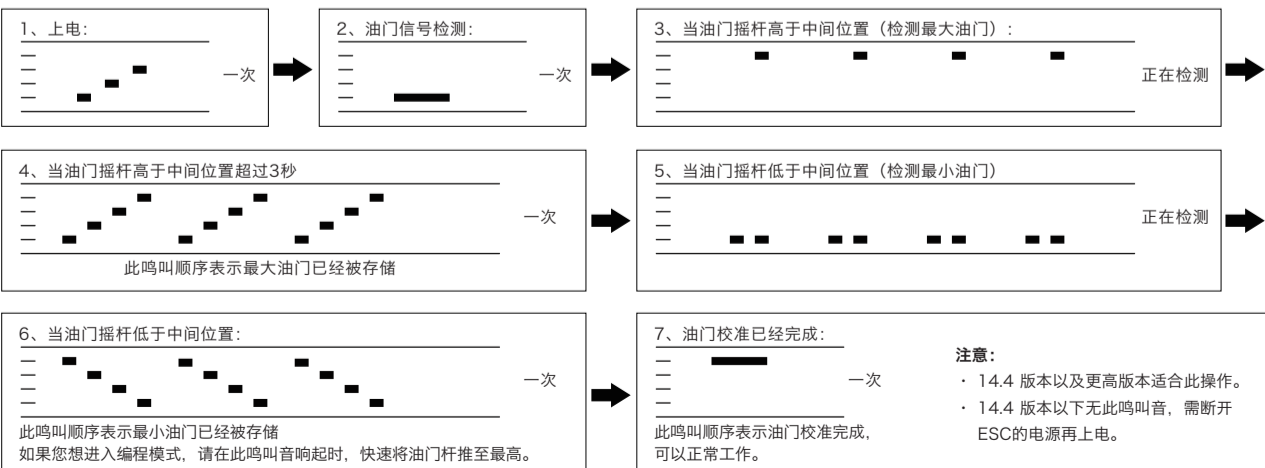 1、上电:
一次
2、油门信号检测:
一次
3、当油门摇杆高于中间位置（检测最大油门）:
正在检测
4、当油门摇杆高于中间位置超过3秒
一次
此鸣叫顺序表示最大油门已经被存储
5、当油门摇杆低于中间位置（检测最小油门）
正在检测
6、当油门摇杆低于中间位置:
一次
此鸣叫顺序表示最小油门已经被存储
如果您想进入编程模式，请在此鸣叫音响起时，快速将油门杆推至最高。
7、油门校准已经完成:
一次
此鸣叫顺序表示油门校准完成，
可以正常工作。
注意:
· 14.4 版本以及更高版本适合此操作。
· 14.4 版本以下无此鸣叫音，需断开
ESC的电源再上电。